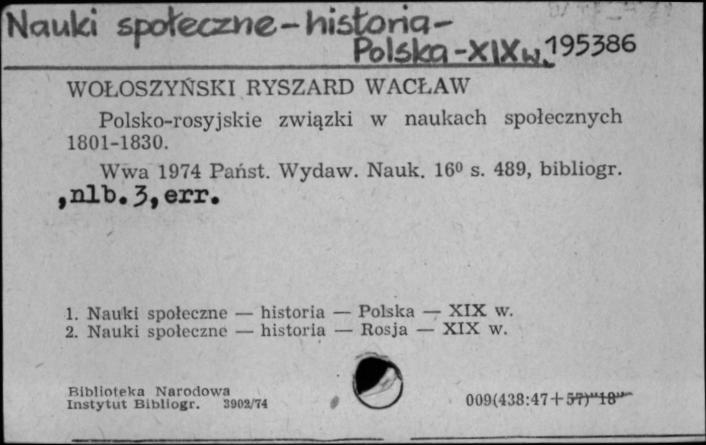 Nauki społeczne - historia -
Polska - XIX w. 195386
WOŁOSZYŃSKI RYSZARD WACŁAW
Polsko-rosyjskie związki w naukach społecznych
1801-1830.
Wwa 1974 Państ. Wydaw. Nauk. 16⁰ s. 489, bibliogr.
,nlb. 3, err.
1. Nauki społeczne — historia — Polska — XIX w.
2. Nauki społeczne — historia — Rosja — XIX w.
Biblioteka Narodowa
Instytut Bibliogr. 3902/74 009(438:47+57)"18"